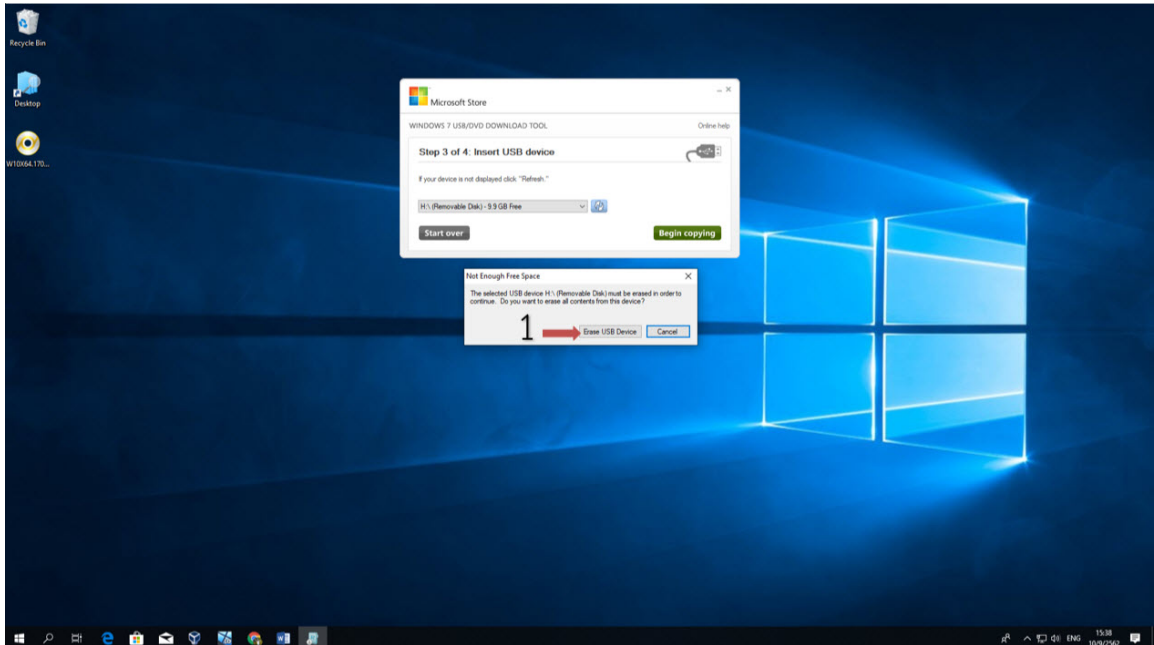 Recycle Bin
Desktop
W10X64.170...
Microsoft Store
WINDOWS 7 USB/DVD DOWNLOAD TOOL
Online help
Step 3 of 4: Insert USB device
If your device is not displayed click "Refresh."
H:\ (Removable Disk) - 9.9 GB Free
Start over
Begin copying
Not Enough Free Space
The selected USB device H:\ (Removable Disk) must be erased in order to
continue. Do you want to erase all contents from this device?
1
Erase USB Device
Cancel
ENG
15:38
10/9/2562